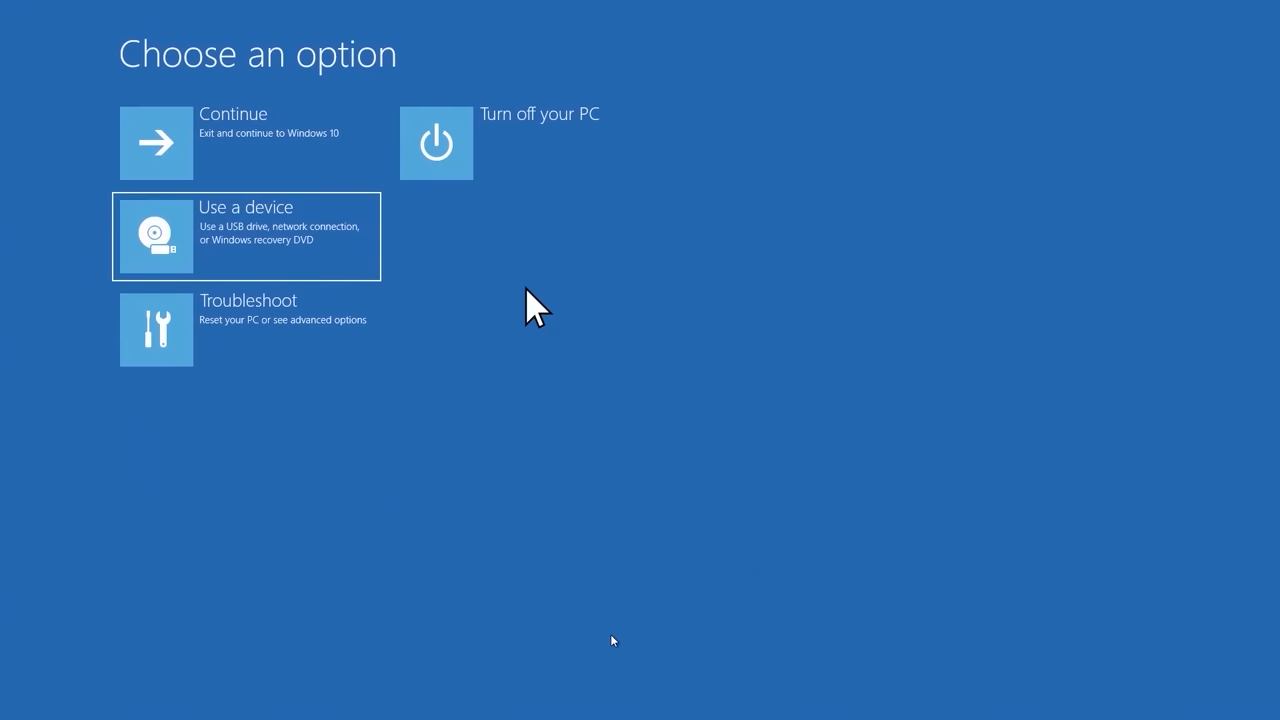 Choose an option
Continue
Exit and continue to Windows 10
Turn off your PC
Use a device
Use a USB drive, network connection,
or Windows recovery DVD
Troubleshoot
Reset your PC or see advanced options